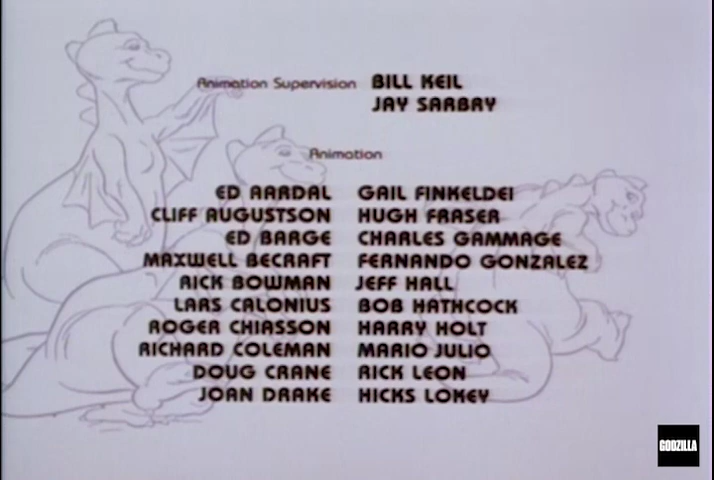 Animation Supervision BILL KEIL
JAY SARBRY
Animation
ED AARDAL GAIL FINKELDEI
CLIFF AUGUSTSON HUGH FRASER
ED BARGE CHARLES GAMMAGE
MAXWELL BECRAFT FERNANDO GONZALEZ
RICK BOWMAN JEFF HALL
LARS CALONIUS BOB HATHCOCK
ROGER CHIASSON HARRY HOLT
RICHARD COLEMAN MARIO JULIO
DOUG CRANE RICK LEON
JOAN DRAKE HICKS LOKEY
GODZILLA